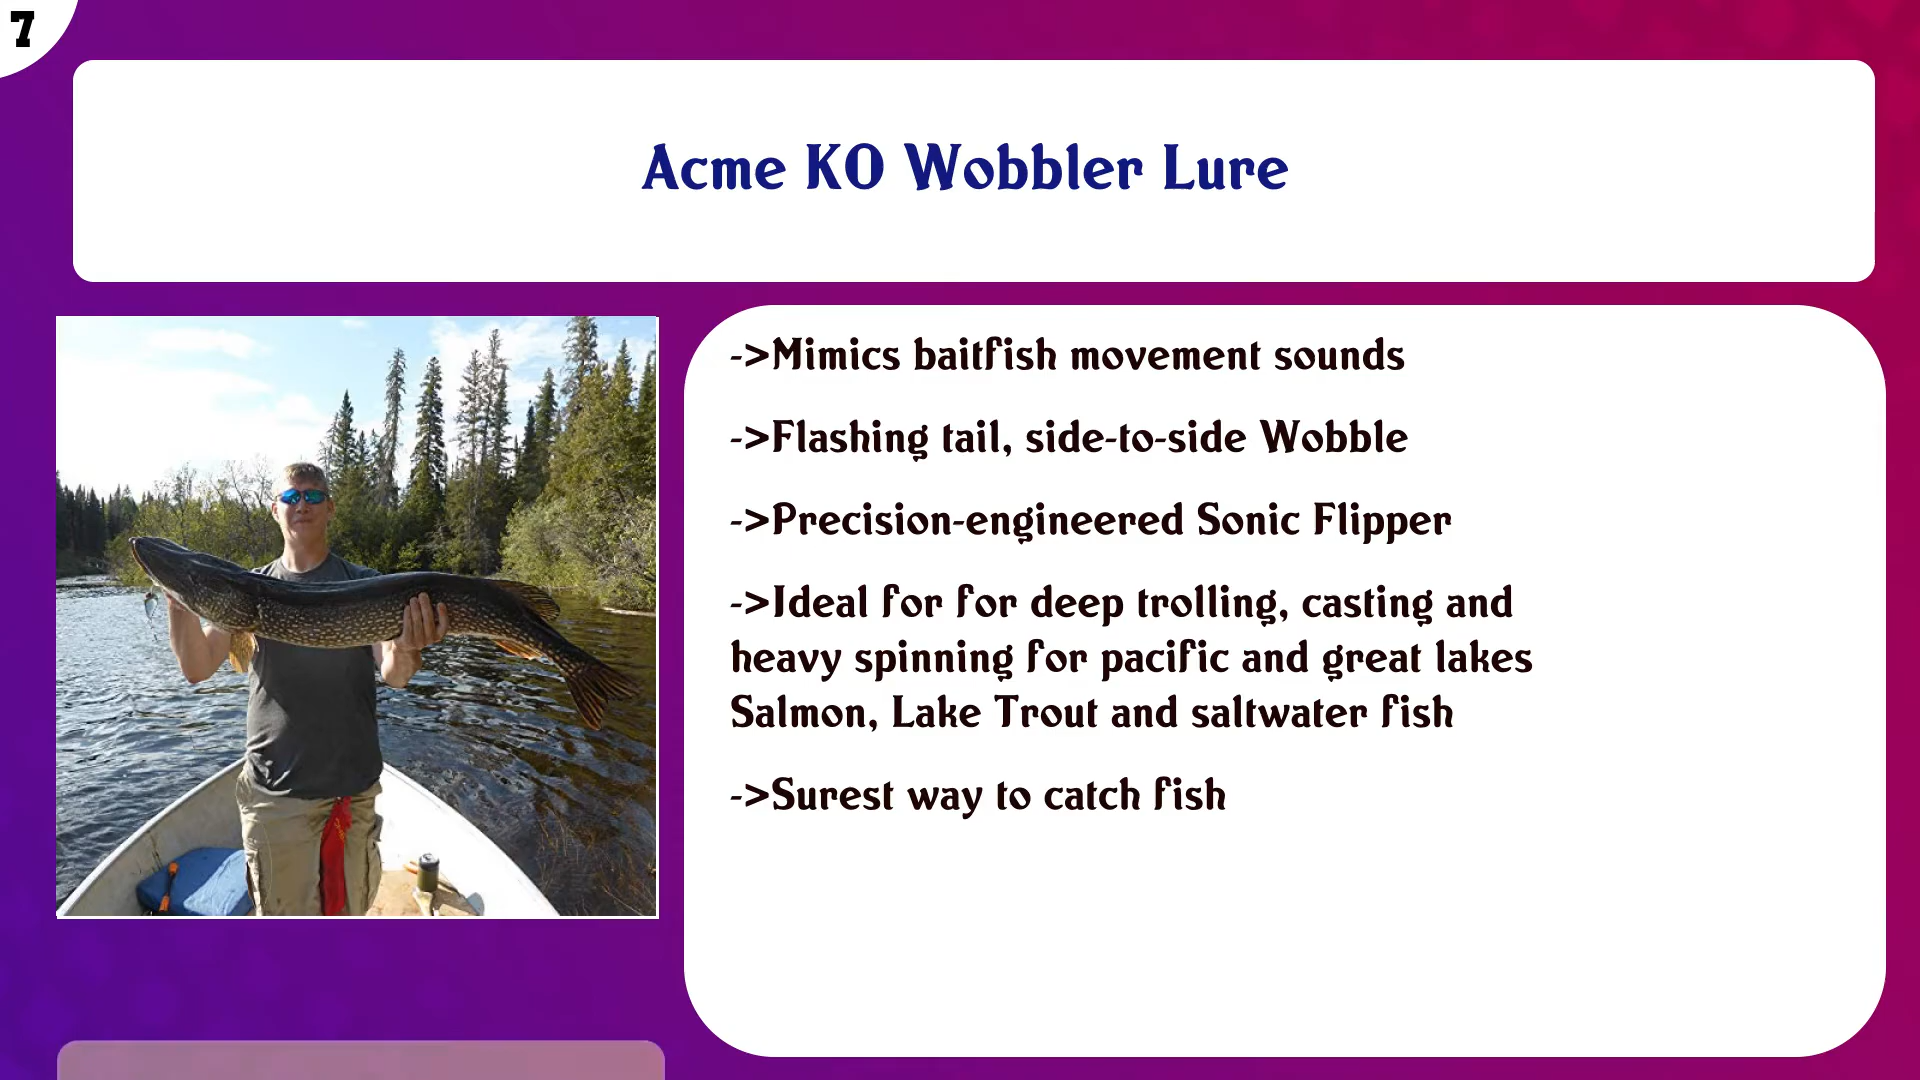 7
Acme KO Wobbler Lure
->Mimics baitfish movement sounds
->Flashing tail, side-to-side Wobble
->Precision-engineered Sonic Flipper
->Ideal for for deep trolling, casting and
heavy spinning for pacific and great lakes
Salmon, Lake Trout and saltwater fish
->Surest way to catch fish